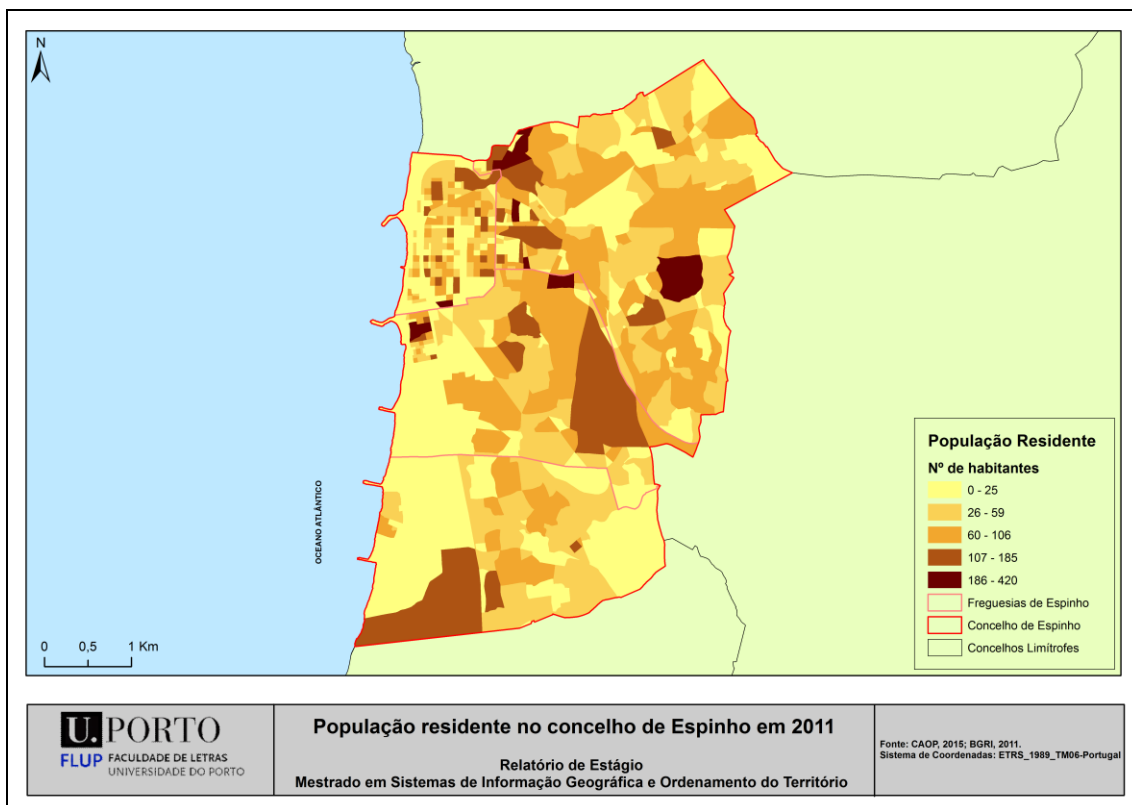 N
OCEANO ATLÂNTICO
0 0,5 1 Km
População Residente
Nº de habitantes
0 - 25
26 - 59
60 - 106
107 - 185
186 - 420
Freguesias de Espinho
Concelho de Espinho
Concelhos Limítrofes
U. PORTO
FLUP FACULDADE DE LETRAS
UNIVERSIDADE DO PORTO
População residente no concelho de Espinho em 2011
Relatório de Estágio
Mestrado em Sistemas de Informação Geográfica e Ordenamento do Território
Fonte: CAOP, 2015; BGRI, 2011.
Sistema de Coordenadas: ETRS_1989_TM06-Portugal